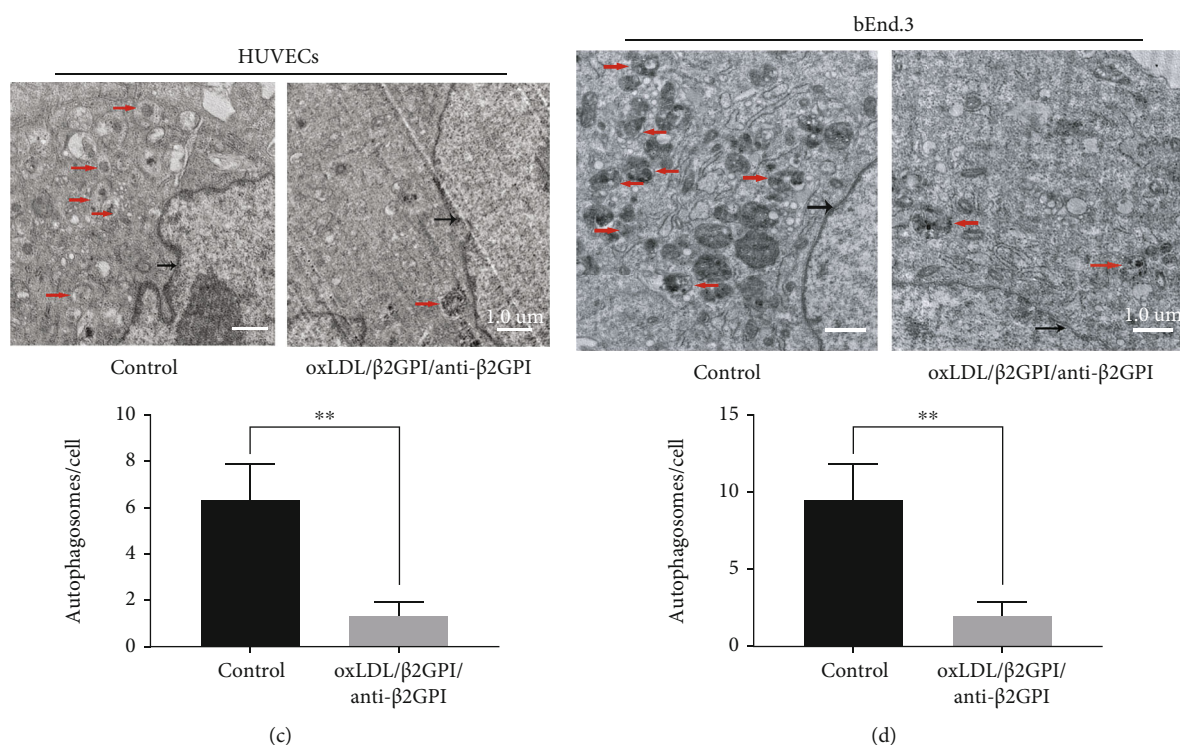 HUVECs
1.0 um
Control
oxLDL/β2GPI/anti-β2GPI
Autophagosomes/cell
10
8
6
4
2
0
**
Control
oxLDL/β2GPI/
anti-β2GPI
(c)
bEnd.3
1.0 um
Control
oxLDL/β2GPI/anti-β2GPI
Autophagosomes/cell
15
10
5
0
**
Control
oxLDL/β2GPI/
anti-β2GPI
(d)